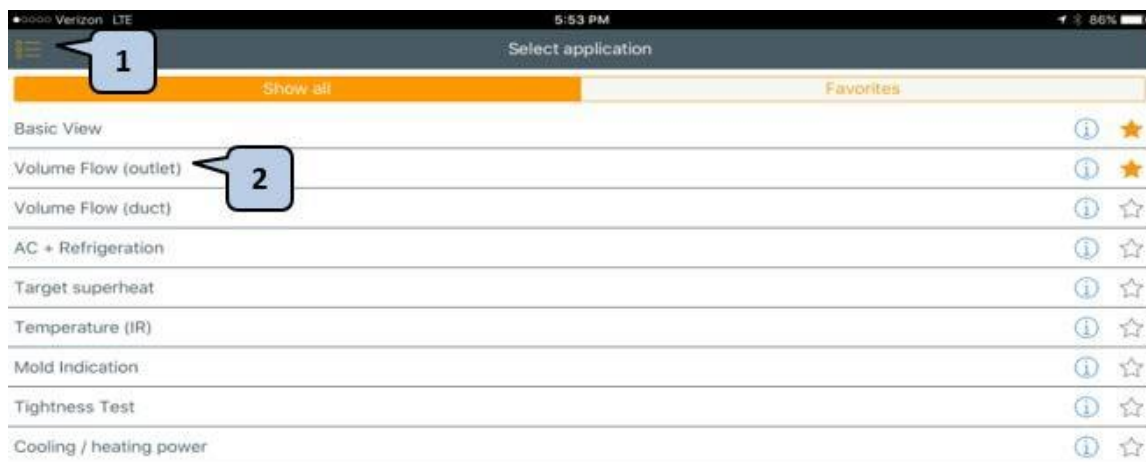 Verizon LTE 5:53 PM 86%
Select application
1
Show all Favorites
Basic View
Volume Flow (outlet)
2
Volume Flow (duct)
AC + Refrigeration
Target superheat
Temperature (IR)
Mold Indication
Tightness Test
Cooling / heating power